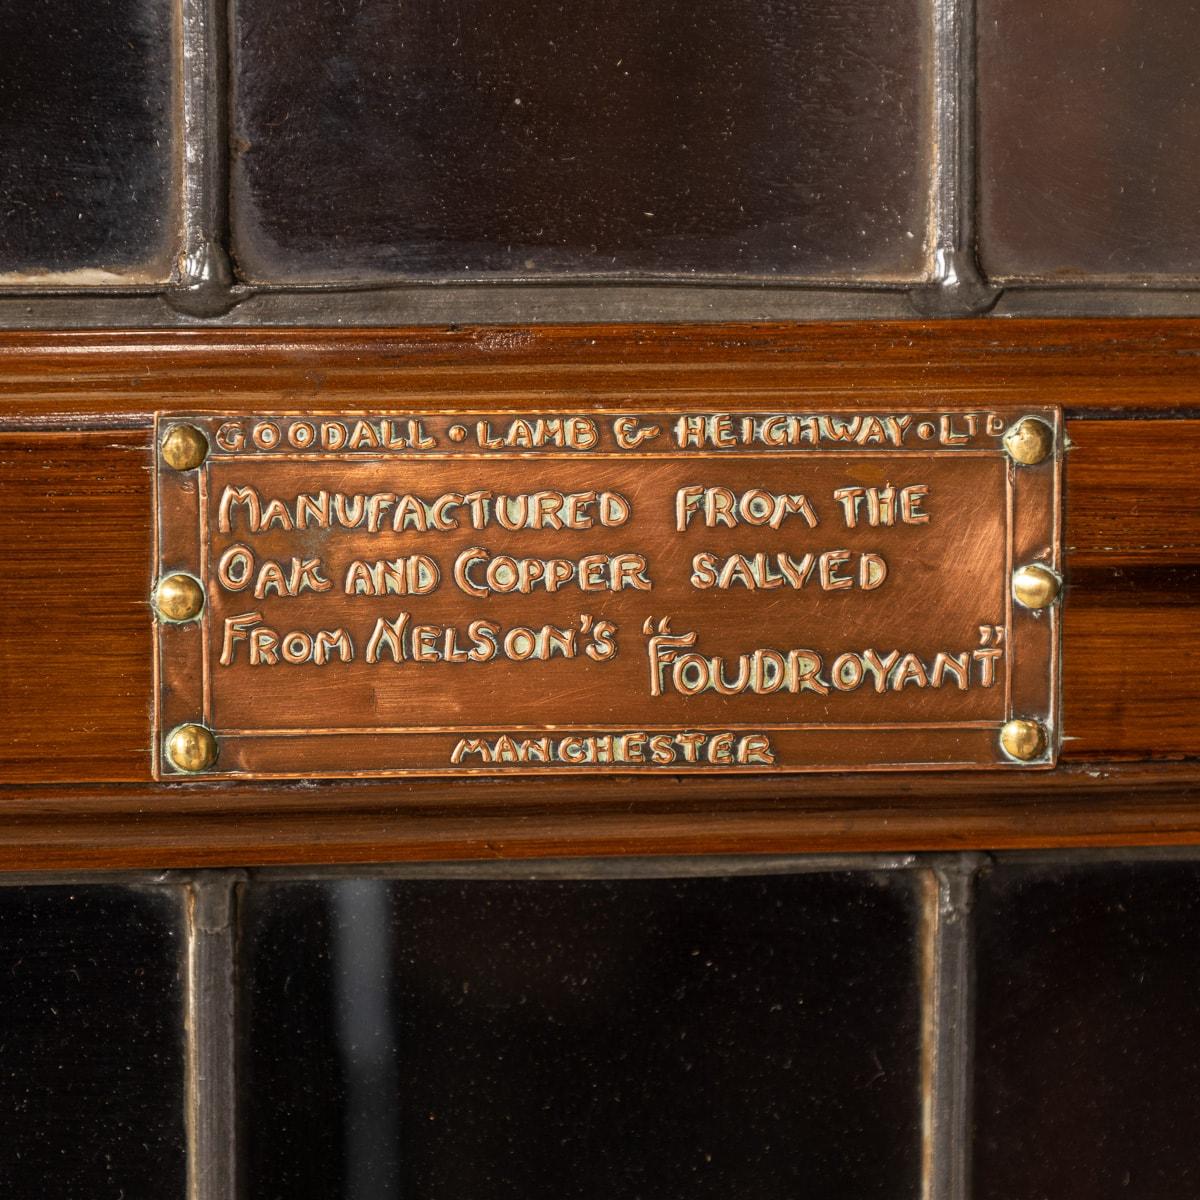 GOODALL • LAMB & HEIGHWAY • LTD
MANUFACTURED FROM THE
OAK AND COPPER SALVED
FROM NELSON'S "FOUDROYANT"
MANCHESTER